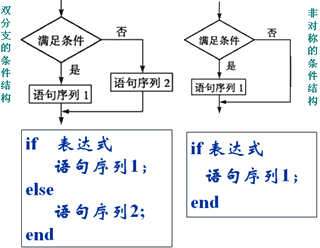 双分支的条件结构
满足条件
否
是
语句序列1
语句序列2
if 表达式
语句序列1；
else
语句序列2;
end
满足条件
否
是
语句序列1
非对称的条件结构
if 表达式
语句序列1；
end